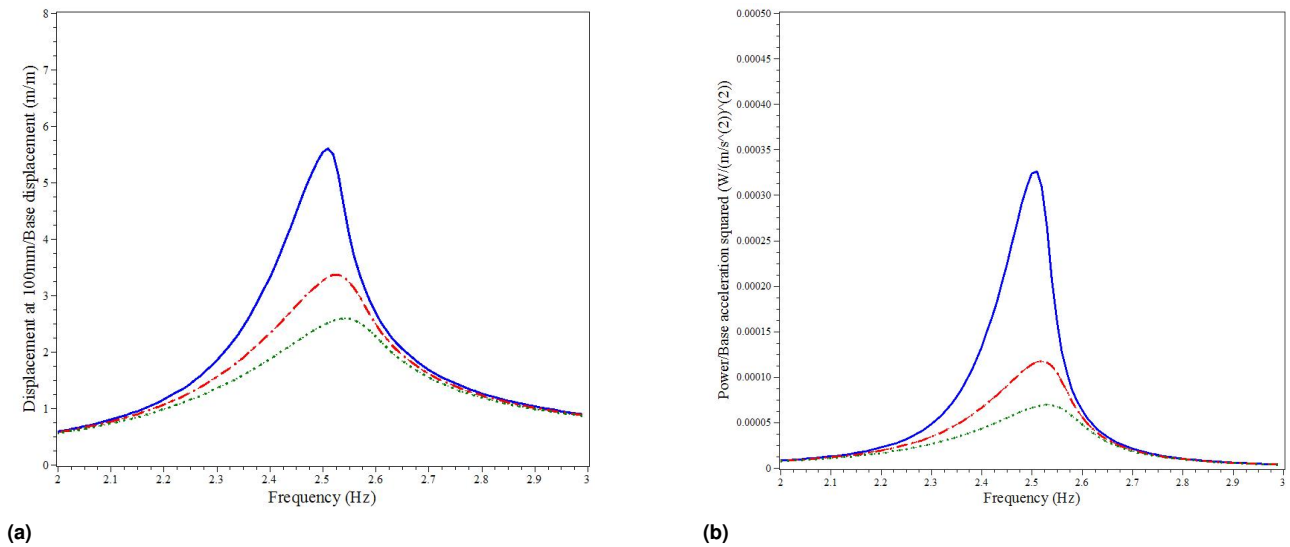 8
7
6
5
4
3
2
1
0
Displacement at 100mm/Base displacement (m/m)
2 2.1 2.2 2.3 2.4 2.5 2.6 2.7 2.8 2.9 3
Frequency (Hz)
(a)
0.00050
0.00045
0.00040
0.00035
0.00030
0.00025
0.00020
0.00015
0.00010
0.00005
0
Power/Base acceleration squared (W/(m/s^(2))^(2))
2 2.1 2.2 2.3 2.4 2.5 2.6 2.7 2.8 2.9 3
Frequency (Hz)
(b)